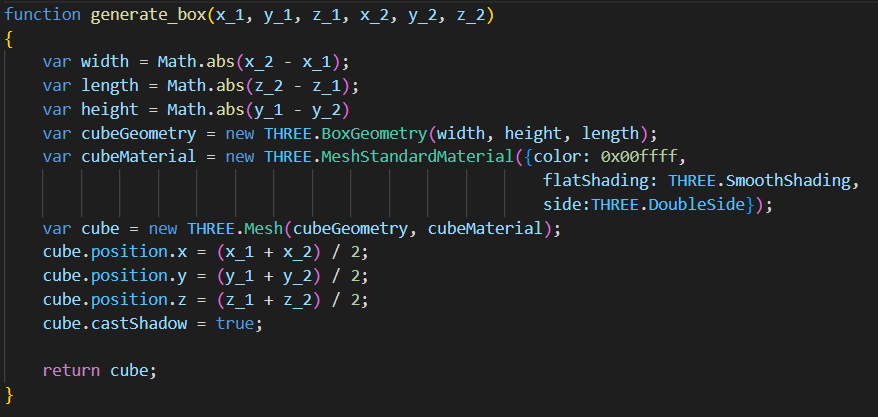 function generate_box(x_1, y_1, z_1, x_2, y_2, z_2)
{
    var width = Math.abs(x_2 - x_1);
    var length = Math.abs(z_2 - z_1);
    var height = Math.abs(y_1 - y_2)
    var cubeGeometry = new THREE.BoxGeometry(width, height, length);
    var cubeMaterial = new THREE.MeshStandardMaterial({color: 0x00ffff,
                                                        flatShading: THREE.SmoothShading,
                                                        side:THREE.DoubleSide});
    var cube = new THREE.Mesh(cubeGeometry, cubeMaterial);
    cube.position.x = (x_1 + x_2) / 2;
    cube.position.y = (y_1 + y_2) / 2;
    cube.position.z = (z_1 + z_2) / 2;
    cube.castShadow = true;

    return cube;
}